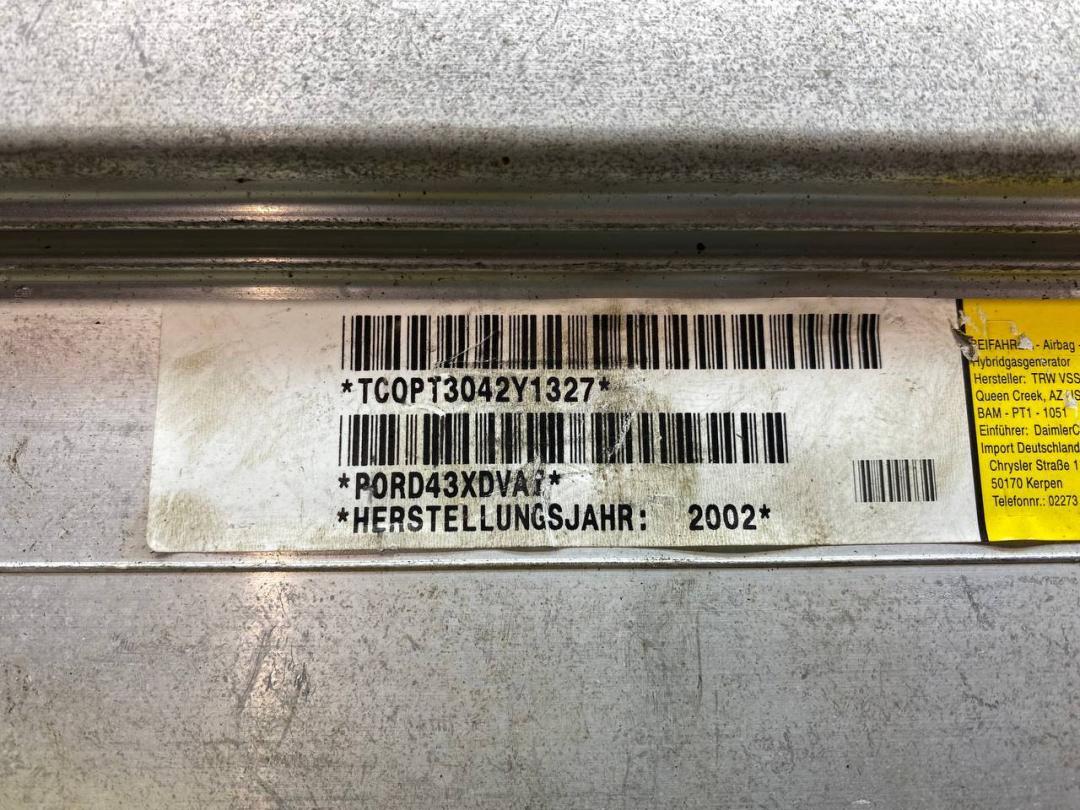 *TCQPT3042Y1327*
*HERSTELLUNGSJAHR: 2002*
- Airbag -
Hybridgasgenerator
Hersteller: TRW VSS
Queen Creek, AZ
BAM - PT1 - 1051
Einführer:
Import Deutschland
Chrysler Straße 1
50170 Kerpen
Telefonnr.: 02273